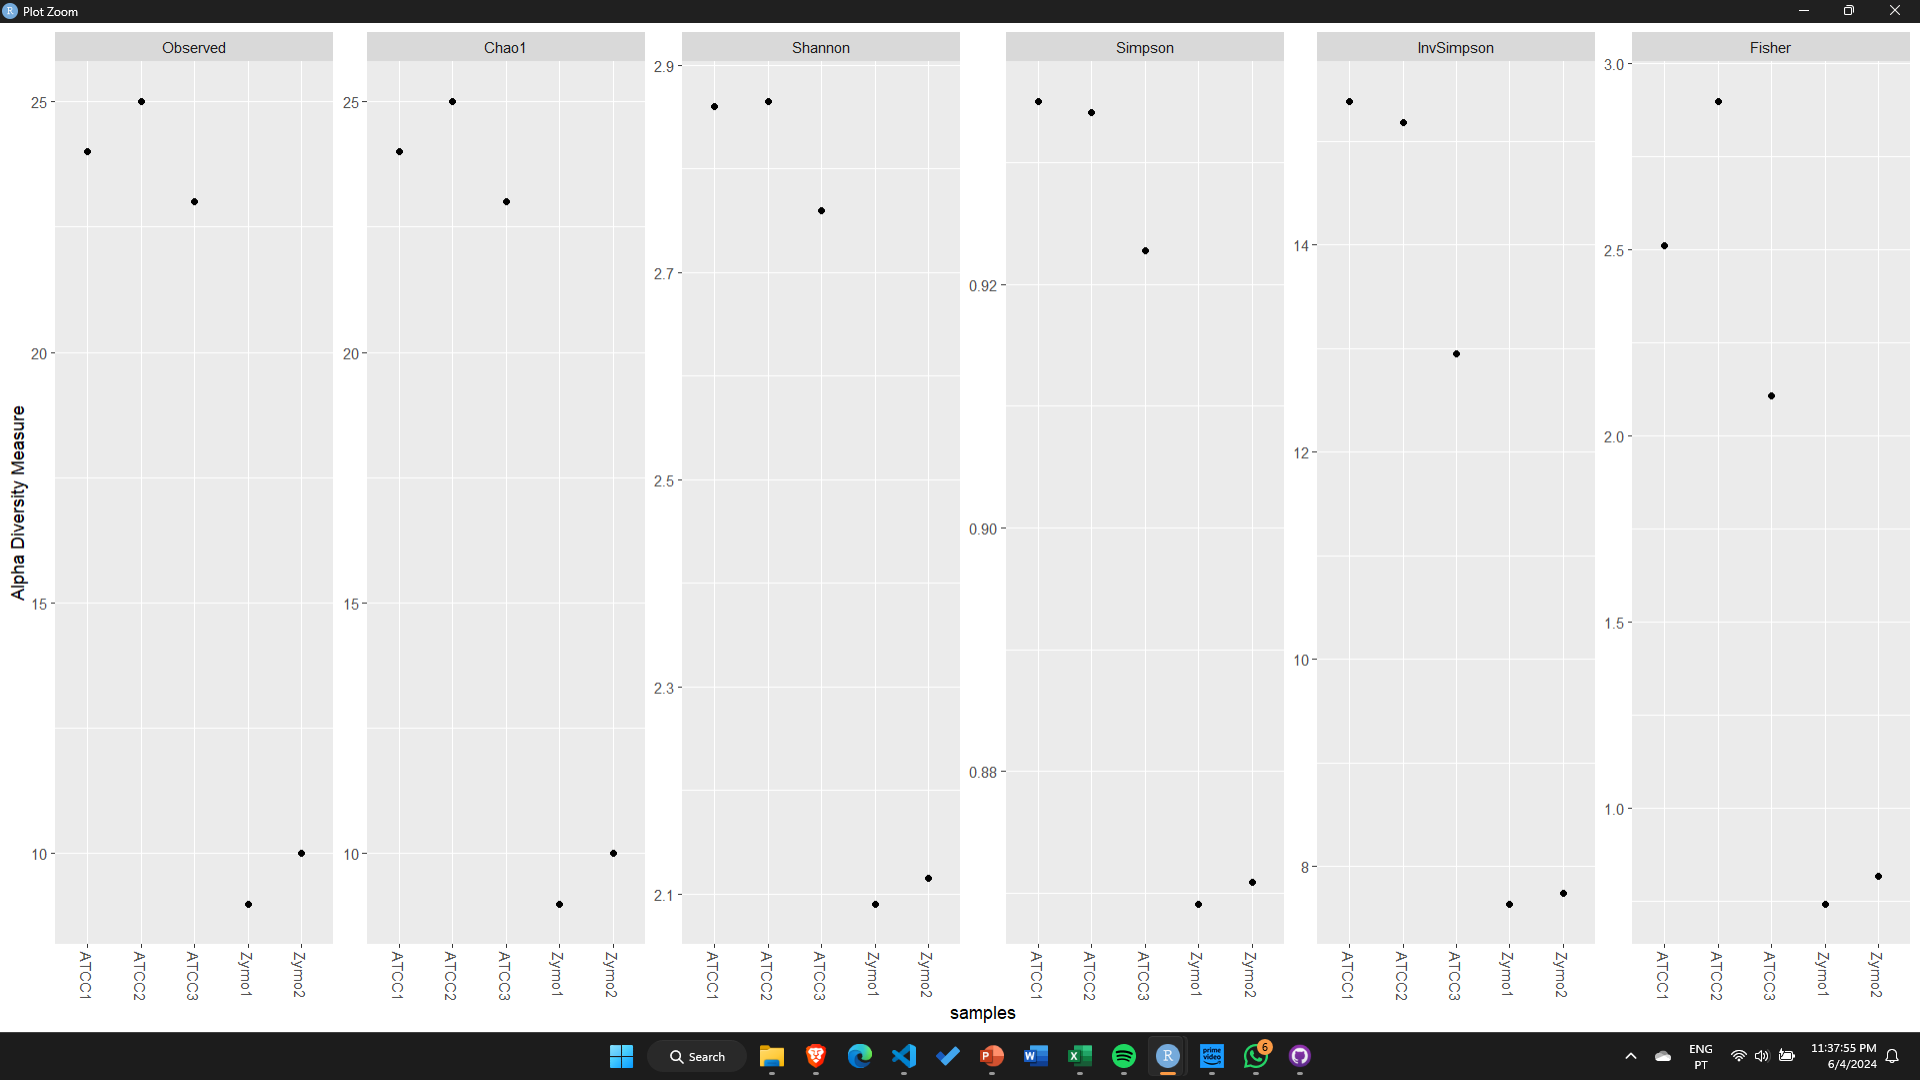 Plot Zoom
Observed
Chao1
Shannon
Simpson
InvSimpson
Fisher
Alpha Diversity Measure
25
20
15
10
25
20
15
10
2.9
2.7
2.5
2.3
2.1
0.92
0.90
0.88
14
12
10
8
3.0
2.5
2.0
1.5
1.0
ATCC1
ATCC2
ATCC3
Zymo1
Zymo2
ATCC1
ATCC2
ATCC3
Zymo1
Zymo2
ATCC1
ATCC2
ATCC3
Zymo1
Zymo2
ATCC1
ATCC2
ATCC3
Zymo1
Zymo2
ATCC1
ATCC2
ATCC3
Zymo1
Zymo2
ATCC1
ATCC2
ATCC3
Zymo1
Zymo2
samples
Search
P
W
X
R
prime video
6
ENG
PT
11:37:55 PM
6/4/2024